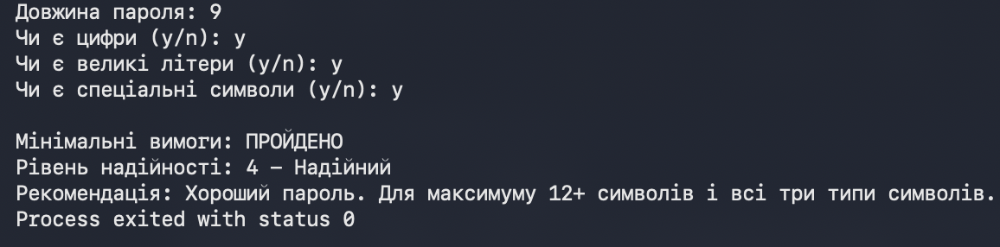 Довжина пароля: 9
Чи є цифри (y/n): y
Чи є великі літери (y/n): y
Чи є спеціальні символи (y/n): y
Мінімальні вимоги: ПРОЙДЕНО
Рівень надійності: 4 — Надійний
Рекомендація: Хороший пароль. Для максимуму 12+ символів і всі три типи символів.
Process exited with status 0